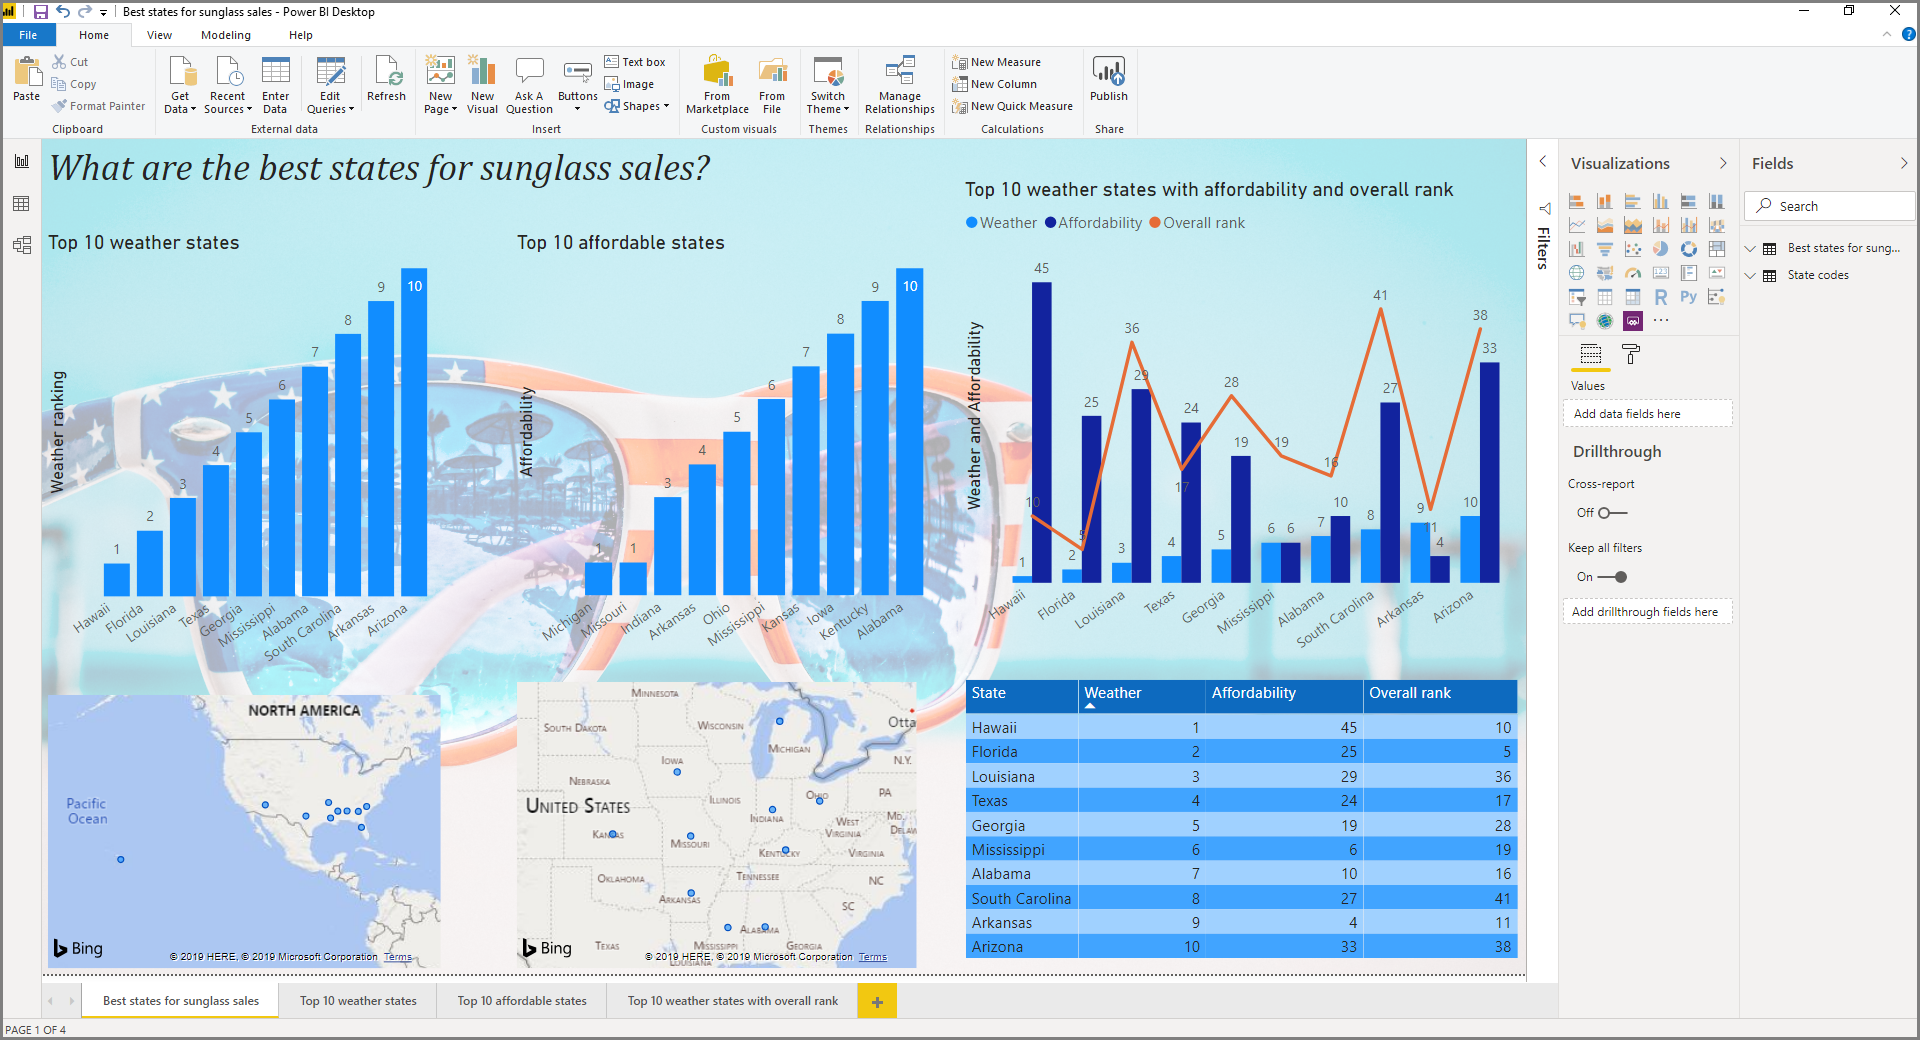 Best states for sunglass sales - Power BI Desktop
File Home View Modeling Help
Paste
Cut
Copy
Format Painter
Clipboard
Get Data
Recent Sources
Enter Data
Edit Queries
Refresh
External data
New Page
New Visual
Ask A Question
Buttons
Text box
Image
Shapes
Insert
From Marketplace
From File
Custom visuals
Switch Theme
Themes
Manage Relationships
Relationships
New Measure
New Column
New Quick Measure
Calculations
Publish
Share
What are the best states for sunglass sales?
Top 10 weather states
Weather ranking
1 2 3 4 5 6 7 8 9 10
Hawaii Florida Louisiana Texas Georgia Mississippi Alabama South Carolina Arkansas Arizona
Top 10 affordable states
Affordability
1 1 3 4 5 6 7 8 9 10
Michigan Missouri Indiana Arkansas Ohio Mississippi Kansas Iowa Kentucky Alabama
Top 10 weather states with affordability and overall rank
Weather Affordability Overall rank
Weather and Affordability
1 2 3 4 5 6 7 8 9 10
45 25 29 24 19 6 10 27 4 33
10 5 36 17 28 19 16 41 11 38
Hawaii Florida Louisiana Texas Georgia Mississippi Alabama South Carolina Arkansas Arizona
NORTH AMERICA
Pacific
Ocean
Bing
© 2019 HERE, © 2019 Microsoft Corporation Terms
MINNESOTA
Otta
SOUTH DAKOTA
WISCONSIN
MICHIGAN
N.Y.
IOWA
NEBRASKA
PA
OHIO
ILLINOIS
UNITED STATES
INDIANA
MD.
WEST
VIRGINIA
DELAW
KANSAS
MISSOURI
KENTUCKY
VIRGINIA
OKLAHOMA
TENNESSEE
NC
ARKANSAS
SC
ALABAMA
TEXAS
MISSISSIPPI
GEORGIA
Bing
© 2019 HERE, © 2019 Microsoft Corporation Terms
LOUISIANA
State Weather Affordability Overall rank
Hawaii 1 45 10
Florida 2 25 5
Louisiana 3 29 36
Texas 4 24 17
Georgia 5 19 28
Mississippi 6 6 19
Alabama 7 10 16
South Carolina 8 27 41
Arkansas 9 4 11
Arizona 10 33 38
Filters
Visualizations
123
R Py
Values
Add data fields here
Drillthrough
Cross-report
Off
Keep all filters
On
Add drillthrough fields here
Fields
Search
Best states for sung...
State codes
Best states for sunglass sales Top 10 weather states Top 10 affordable states Top 10 weather states with overall rank +
PAGE 1 OF 4